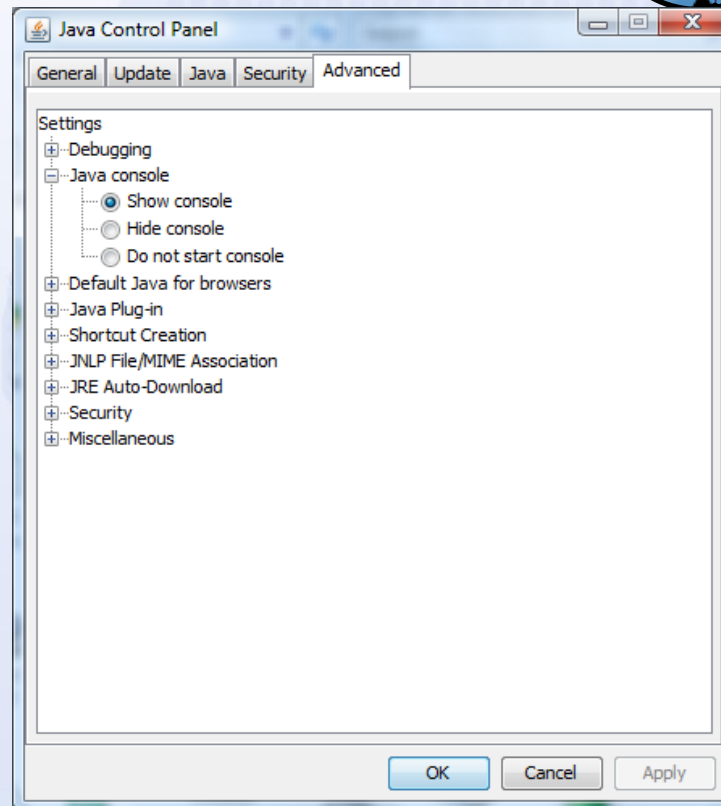 Java Control Panel
General Update Java Security Advanced
Settings
Debugging
Java console
Show console
Hide console
Do not start console
Default Java for browsers
Java Plug-in
Shortcut Creation
JNLP File/MIME Association
JRE Auto-Download
Security
Miscellaneous
OK Cancel Apply